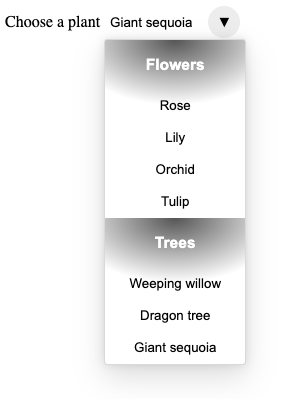 Choose a plant Giant sequoia ▼
Flowers
Rose
Lily
Orchid
Tulip
Trees
Weeping willow
Dragon tree
Giant sequoia